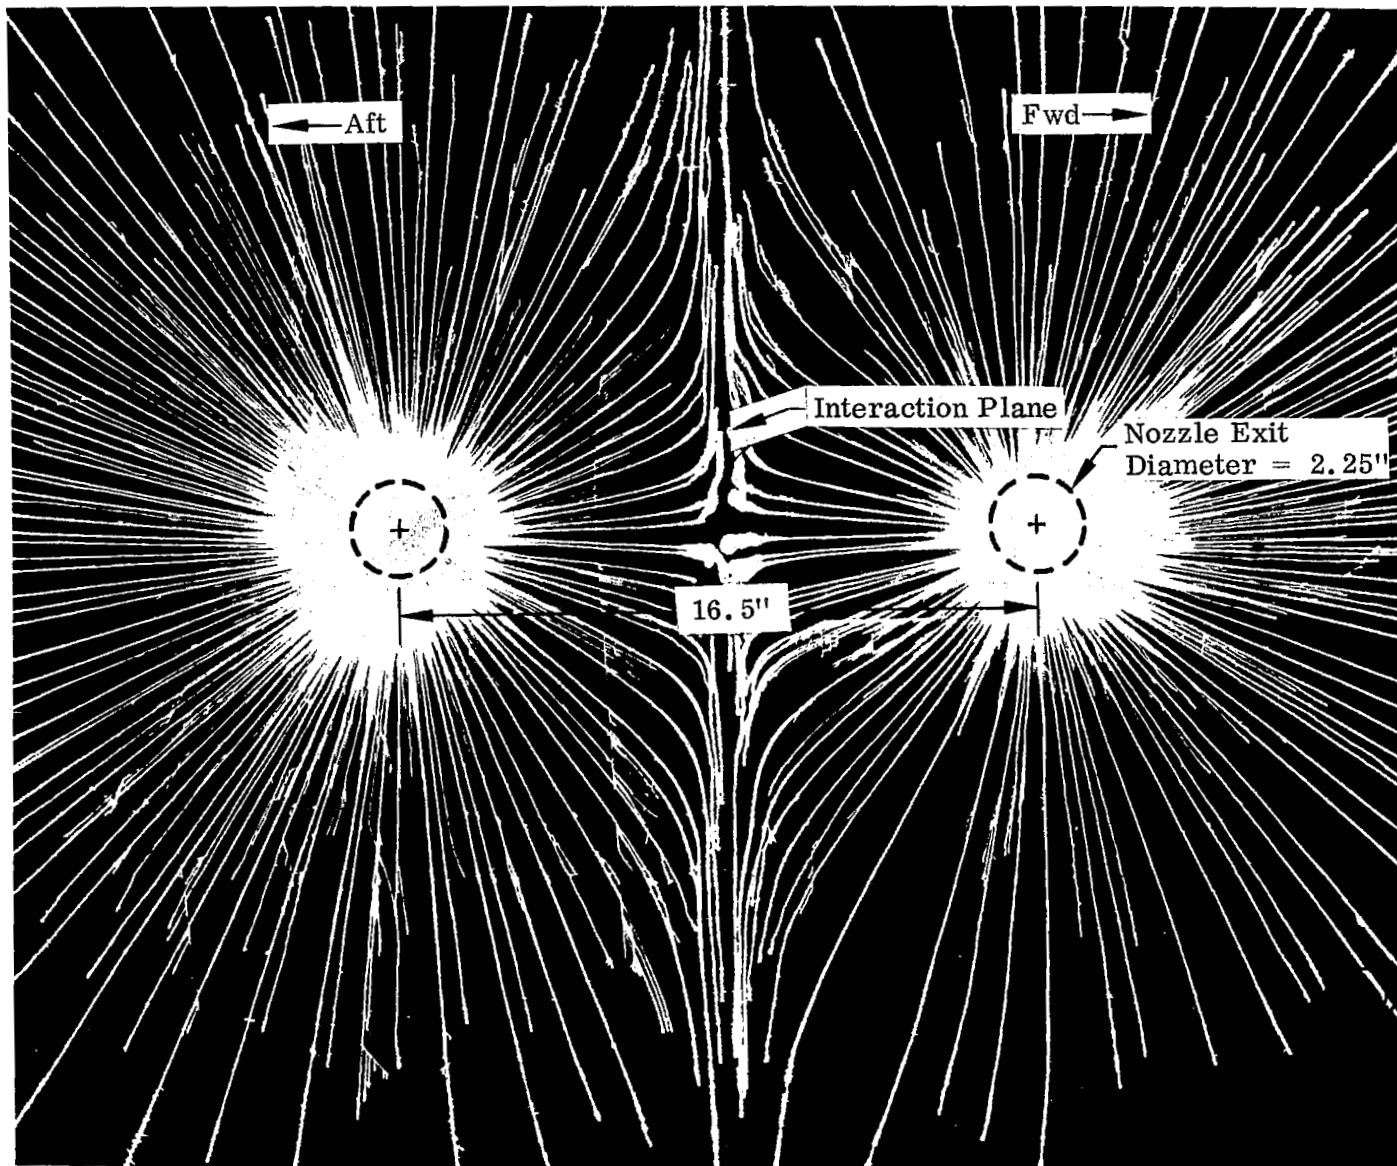 Aft
Fwd
Interaction Plane
Nozzle Exit
Diameter = 2.25"
16.5"